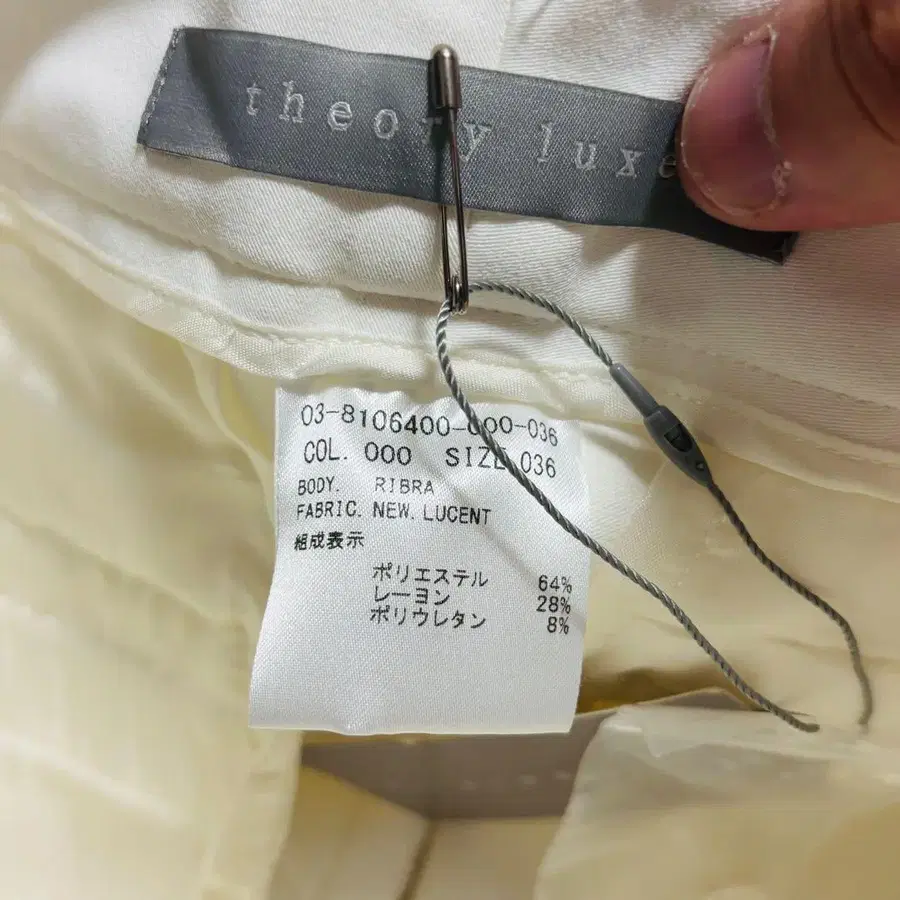 theory luxe
03-8106400-000-036
COL. 000 SIZE 036
BODY. RIBRA
FABRIC. NEW. LUCENT
組成表示
ポリエステル 64%
レーヨン 28%
ポリウレタン 8%